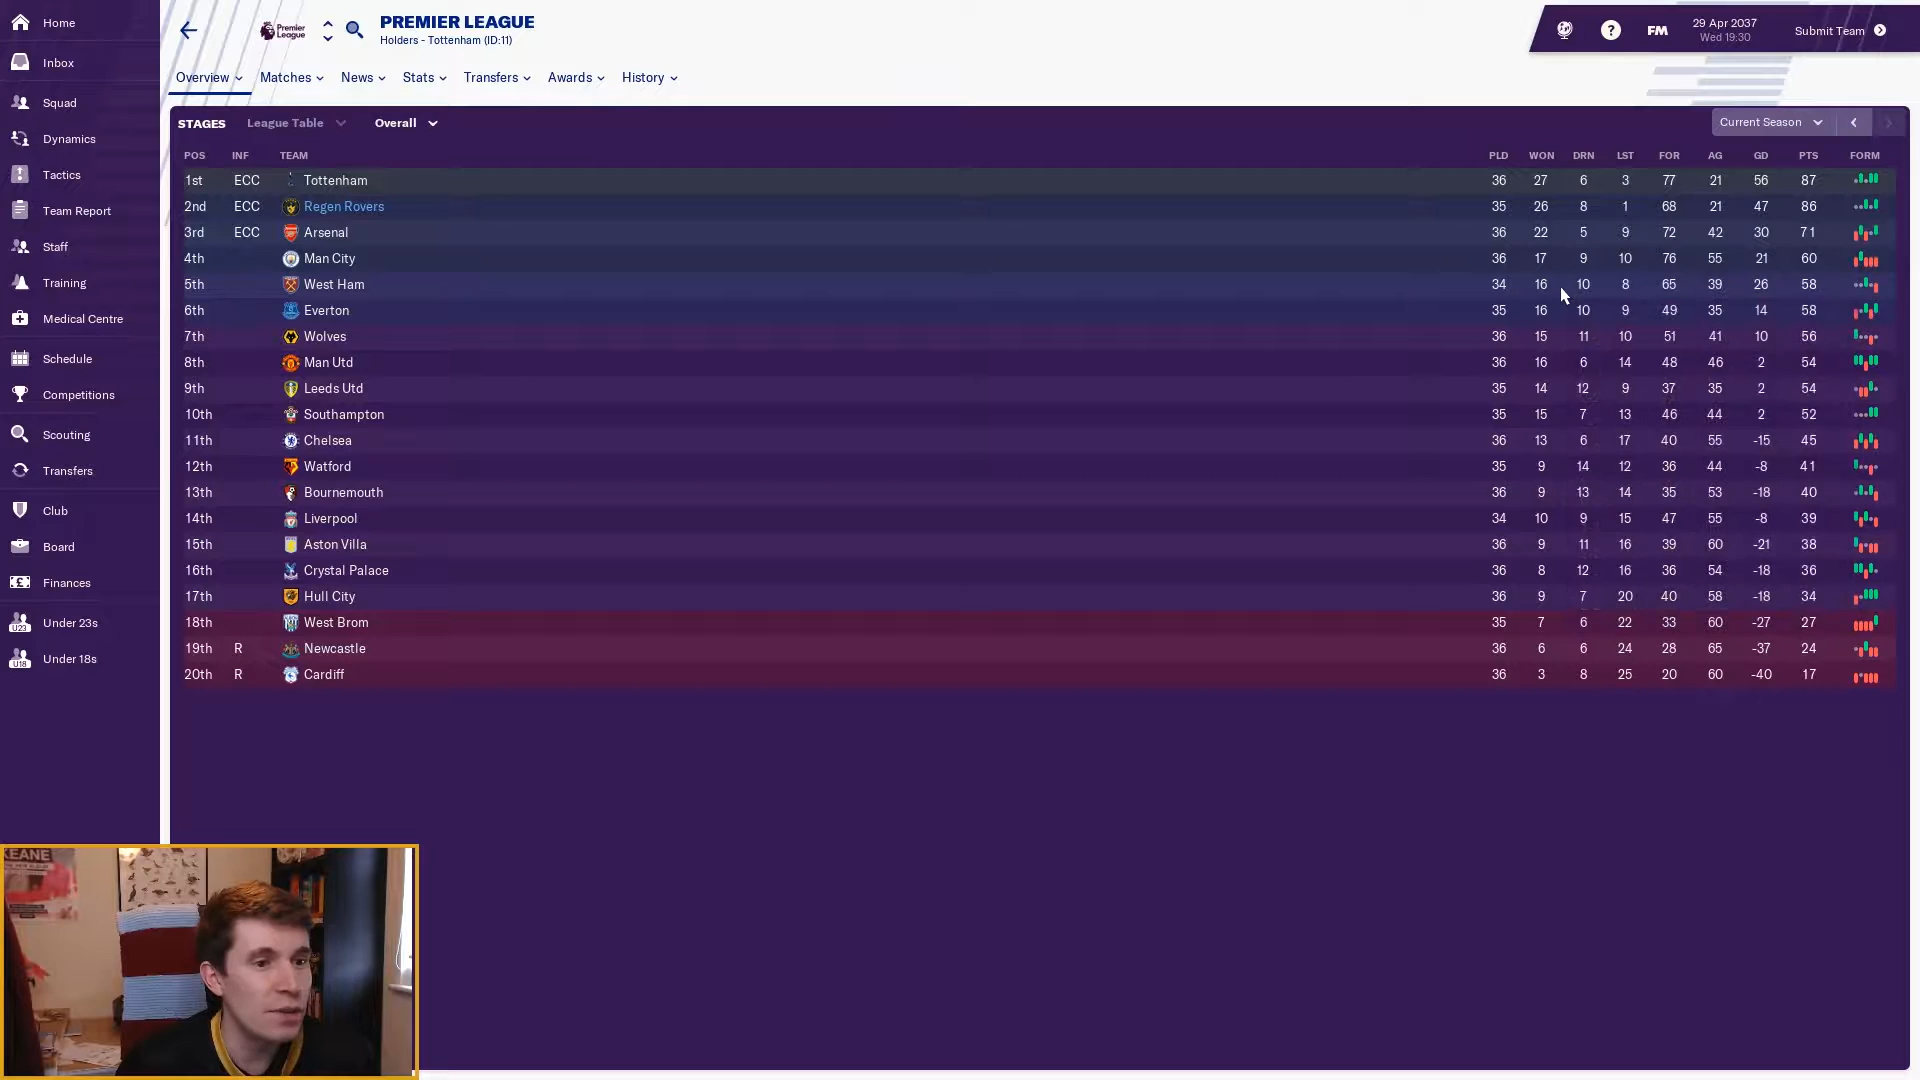 Home
Inbox
Squad
Dynamics
Tactics
Team Report
Staff
Training
Medical Centre
Schedule
Competitions
Scouting
Transfers
Club
Board
Finances
U23 Under 23s
U18 Under 18s
Premier League
PREMIER LEAGUE
Holders - Tottenham (ID:11)
FM
29 Apr 2037
Wed 19:30
Submit Team
Overview Matches News Stats Transfers Awards History
STAGES League Table Overall Current Season
POS INF TEAM PLD WON DRN LST FOR AG GD PTS FORM
1st ECC Tottenham 36 27 6 3 77 21 56 87
2nd ECC Regen Rovers 35 26 8 1 68 21 47 86
3rd ECC Arsenal 36 22 5 9 72 42 30 71
4th Man City 36 17 9 10 76 55 21 60
5th West Ham 34 16 10 8 65 39 26 58
6th Everton 35 16 10 9 49 35 14 58
7th Wolves 36 15 11 10 51 41 10 56
8th Man Utd 36 16 6 14 48 46 2 54
9th Leeds Utd 35 14 12 9 37 35 2 54
10th Southampton 35 15 7 13 46 44 2 52
11th Chelsea 36 13 6 17 40 55 -15 45
12th Watford 35 9 14 12 36 44 -8 41
13th Bournemouth 36 9 13 14 35 53 -18 40
14th Liverpool 34 10 9 15 47 55 -8 39
15th Aston Villa 36 9 11 16 39 60 -21 38
16th Crystal Palace 36 8 12 16 36 54 -18 36
17th Hull City 36 9 7 20 40 58 -18 34
18th West Brom 35 7 6 22 33 60 -27 27
19th R Newcastle 36 6 6 24 28 65 -37 24
20th R Cardiff 36 3 8 25 20 60 -40 17
KEANE